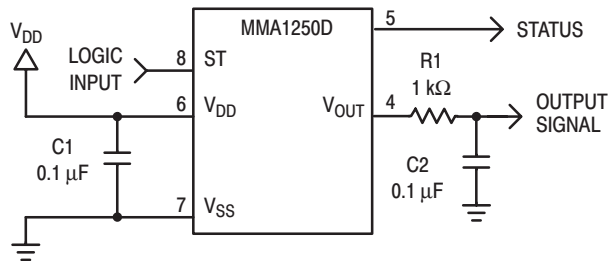 V_DD
MMA1250D
5
STATUS
LOGIC
INPUT
8
ST
R1
1 kΩ
6
V_DD
V_OUT
4
OUTPUT
SIGNAL
C1
0.1 μF
C2
0.1 μF
7
V_SS